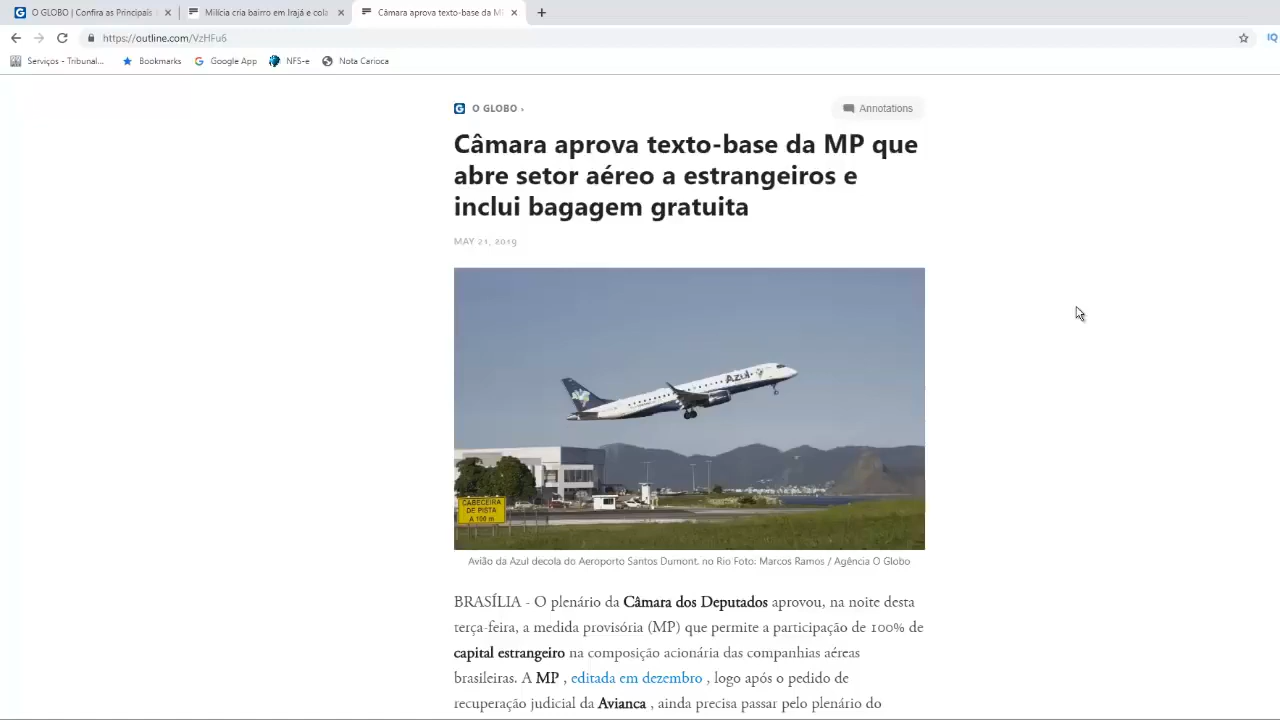 O GLOBO | Confira as Principais
Milícia cria bairro em Irajá e cola
Câmara aprova texto-base da M
https://outline.com/VzHFu6
IQ
Serviços - Tribunal...
Bookmarks
Google App
NFS-e
Nota Carioca
O GLOBO ›
Annotations
Câmara aprova texto-base da MP que
abre setor aéreo a estrangeiros e
inclui bagagem gratuita
MAY 21, 2019
Azul
CABECEIRA
DE PISTA
A 100 m
Avião da Azul decola do Aeroporto Santos Dumont, no Rio Foto: Marcos Ramos / Agência O Globo
BRASÍLIA - O plenário da Câmara dos Deputados aprovou, na noite desta
terça-feira, a medida provisória (MP) que permite a participação de 100% de
capital estrangeiro na composição acionária das companhias aéreas
brasileiras. A MP , editada em dezembro , logo após o pedido de
recuperação judicial da Avianca , ainda precisa passar pelo plenário do